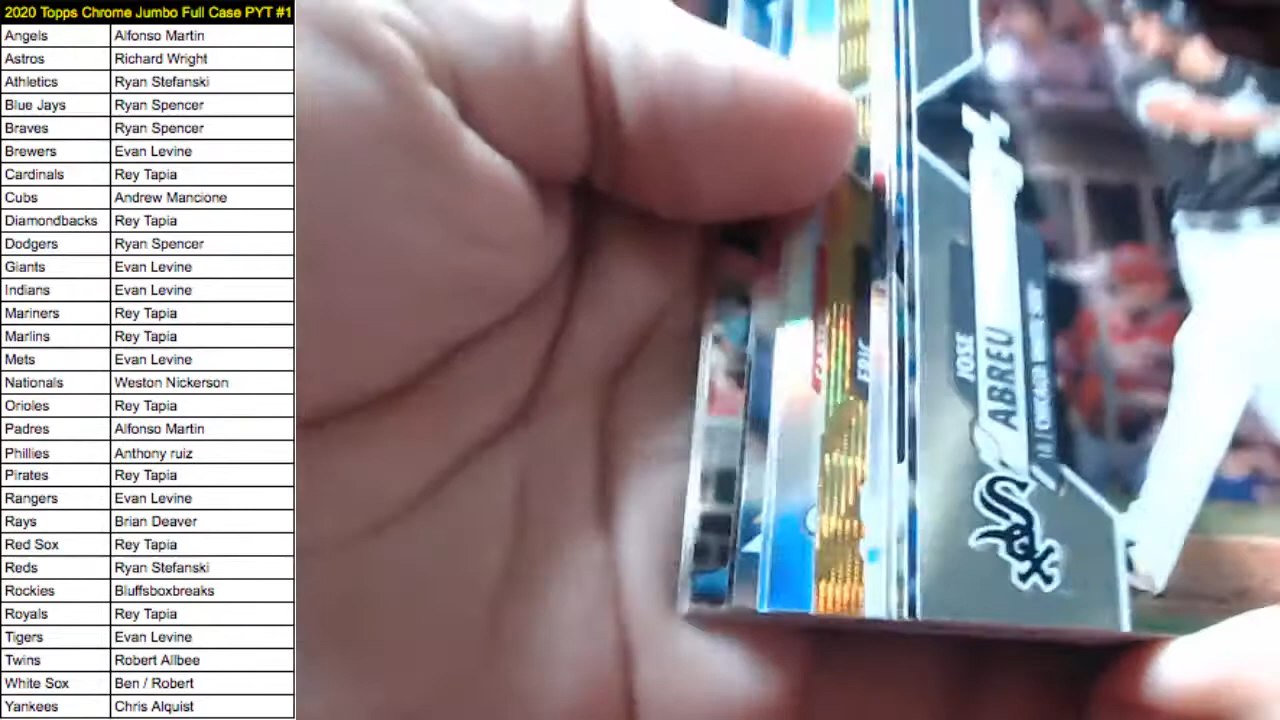 2020 Topps Chrome Jumbo Full Case PYT #1
Angels Alfonso Martin
Astros Richard Wright
Athletics Ryan Stefanski
Blue Jays Ryan Spencer
Braves Ryan Spencer
Brewers Evan Levine
Cardinals Rey Tapia
Cubs Andrew Mancione
Diamondbacks Rey Tapia
Dodgers Ryan Spencer
Giants Evan Levine
Indians Evan Levine
Mariners Rey Tapia
Marlins Rey Tapia
Mets Evan Levine
Nationals Weston Nickerson
Orioles Rey Tapia
Padres Alfonso Martin
Phillies Anthony ruiz
Pirates Rey Tapia
Rangers Evan Levine
Rays Brian Deaver
Red Sox Rey Tapia
Reds Ryan Stefanski
Rockies Bluffsboxbreaks
Royals Rey Tapia
Tigers Evan Levine
Twins Robert Allbee
White Sox Ben / Robert
Yankees Chris Alquist
ERIC
JOSE
ABREU
CHICAGO WHITE SOX
Sox